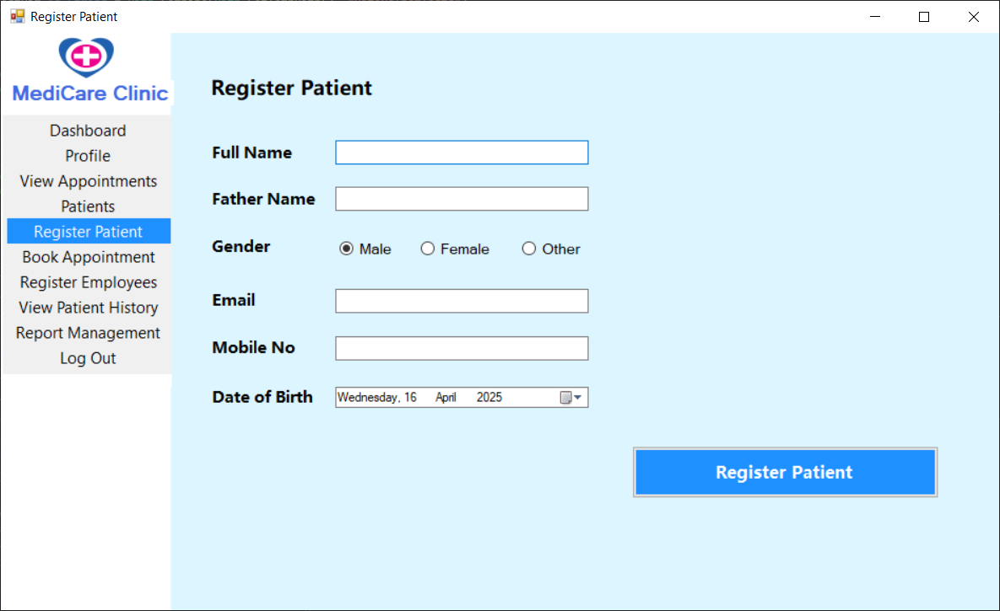 Register Patient
MediCare Clinic
Dashboard
Profile
View Appointments
Patients
Register Patient
Book Appointment
Register Employees
View Patient History
Report Management
Log Out
Register Patient
Full Name
Father Name
Gender Male Female Other
Email
Mobile No
Date of Birth Wednesday, 16 April 2025
Register Patient